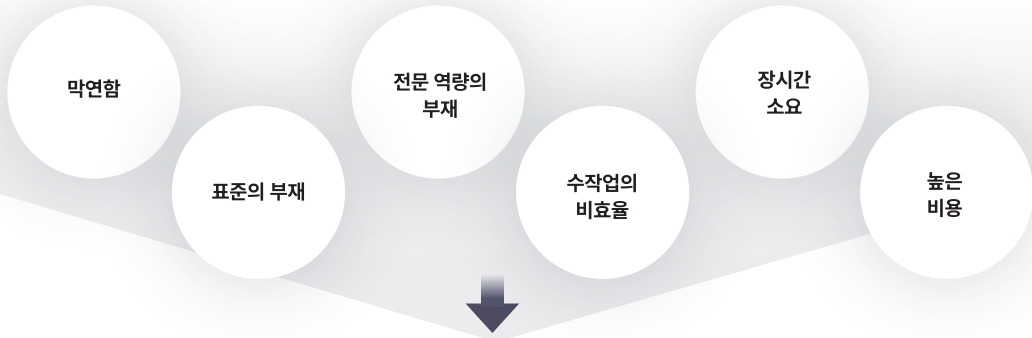 막연함
표준의 부재
전문 역량의
부재
수작업의
비효율
장시간
소요
높은
비용